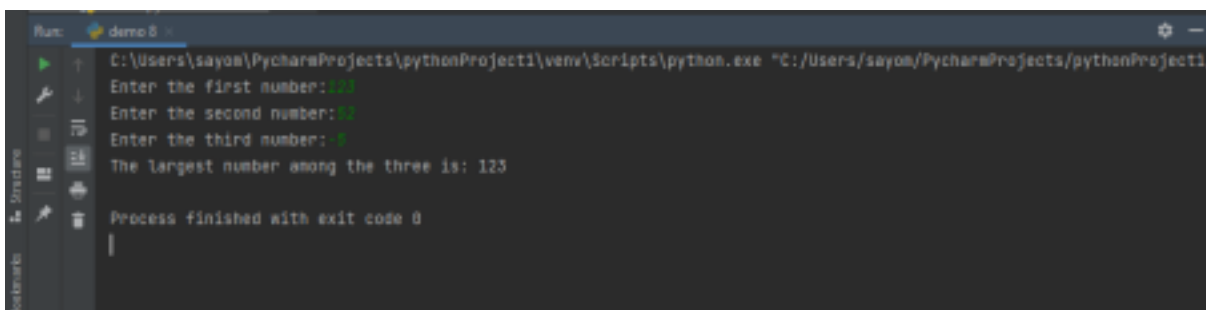 Run: demo 8
C:\Users\sayom\PycharmProjects\pythonProject1\venv\Scripts\python.exe "C:/Users/sayom/PycharmProjects/pythonProject1
Enter the first number:123
Enter the second number:52
Enter the third number:-5
The largest number among the three is: 123
Process finished with exit code 0
Structure